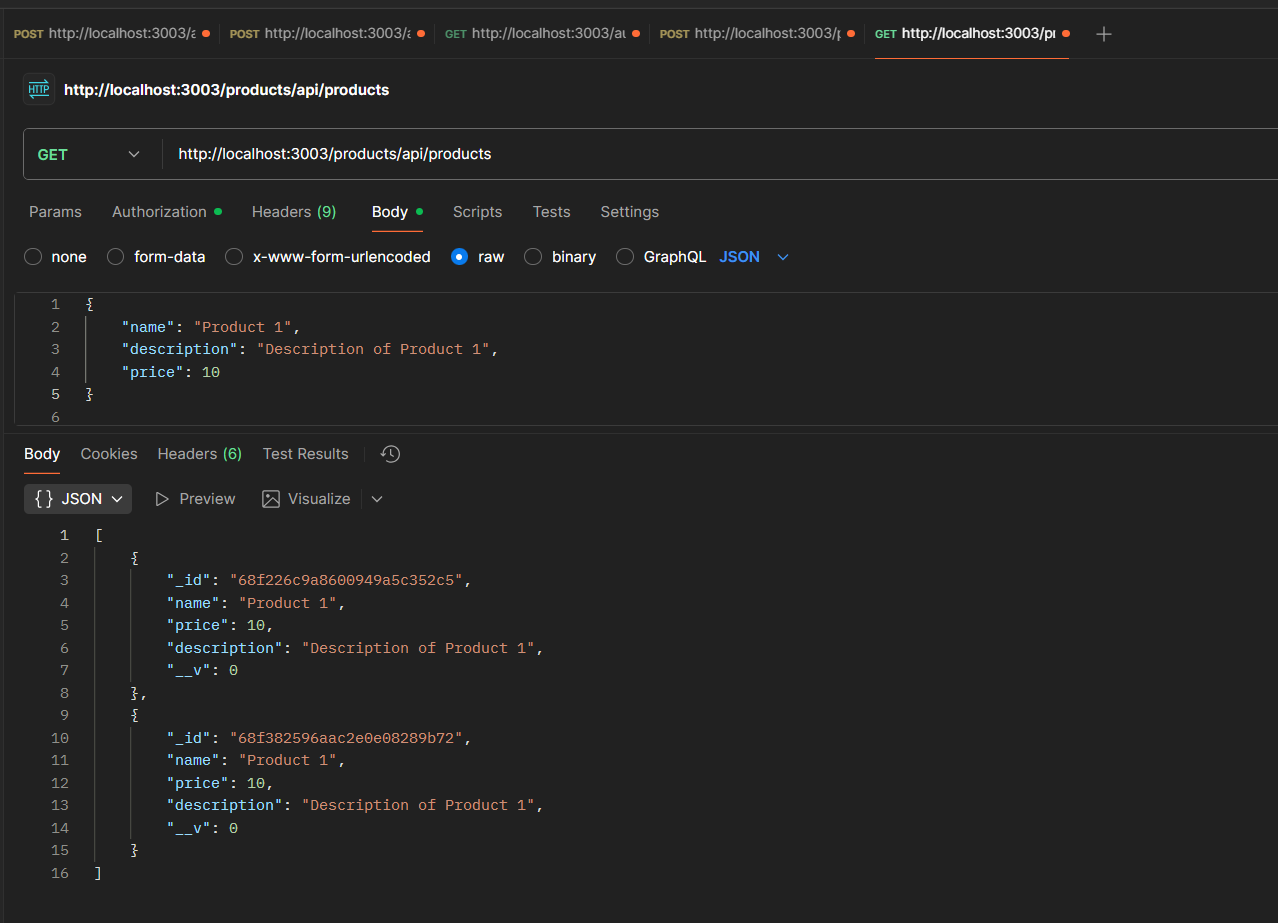 POST http://localhost:3003/a POST http://localhost:3003/a GET http://localhost:3003/au POST http://localhost:3003/p GET http://localhost:3003/pr
HTTP http://localhost:3003/products/api/products
GET http://localhost:3003/products/api/products
Params Authorization Headers (9) Body Scripts Tests Settings
none form-data x-www-form-urlencoded raw binary GraphQL JSON
1 {
2 "name": "Product 1",
3 "description": "Description of Product 1",
4 "price": 10
5 }
6
Body Cookies Headers (6) Test Results
{} JSON Preview Visualize
1 [
2 {
3 "_id": "68f226c9a8600949a5c352c5",
4 "name": "Product 1",
5 "price": 10,
6 "description": "Description of Product 1",
7 "__v": 0
8 },
9 {
10 "_id": "68f382596aac2e0e08289b72",
11 "name": "Product 1",
12 "price": 10,
13 "description": "Description of Product 1",
14 "__v": 0
15 }
16 ]